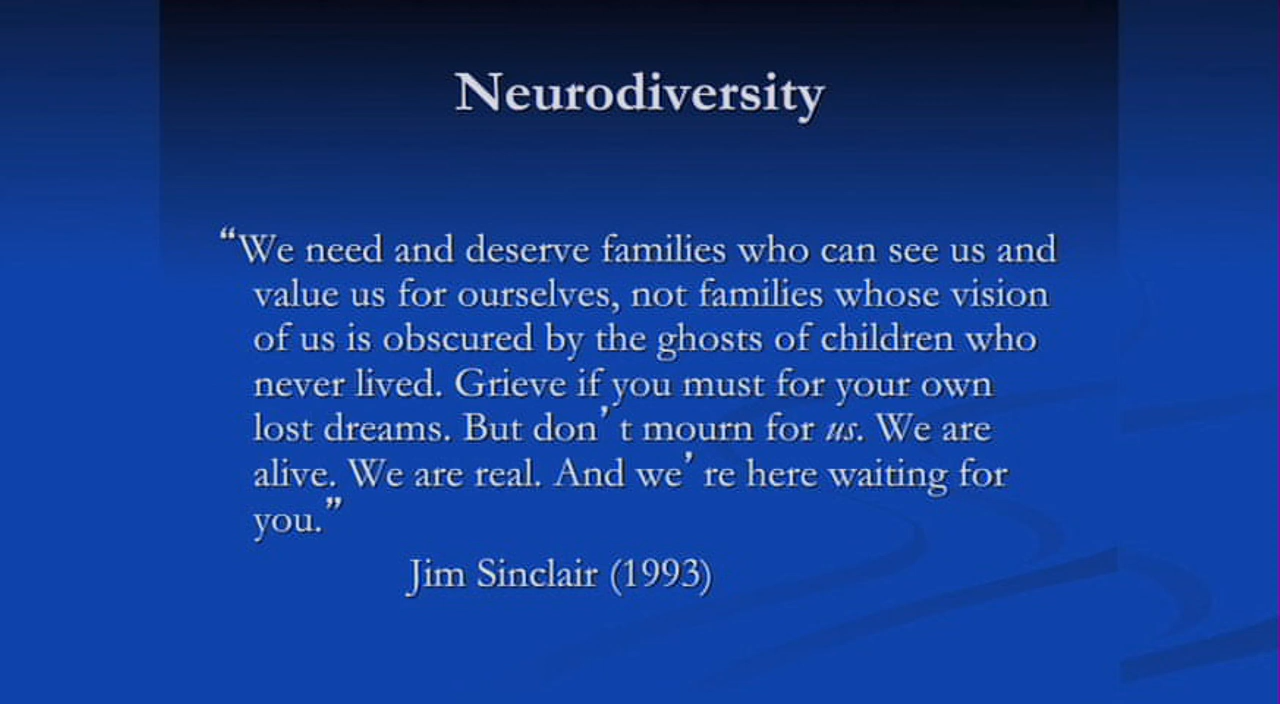 Neurodiversity
“We need and deserve families who can see us and
value us for ourselves, not families whose vision
of us is obscured by the ghosts of children who
never lived. Grieve if you must for your own
lost dreams. But don’t mourn for us. We are
alive. We are real. And we’re here waiting for
you.”
Jim Sinclair (1993)